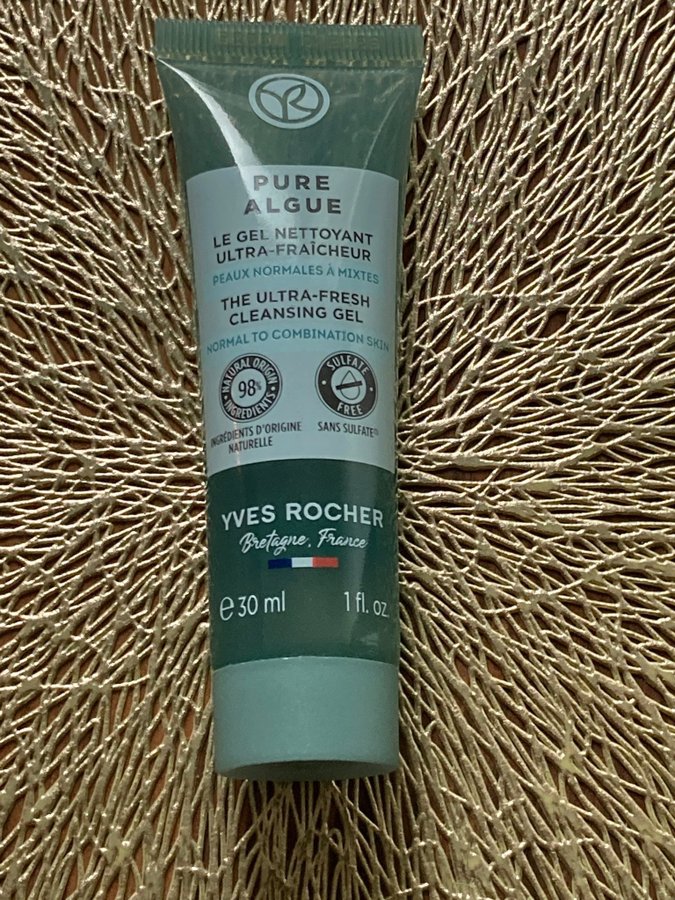 YR
PURE
ALGUE
LE GEL NETTOYANT
ULTRA-FRAÎCHEUR
PEAUX NORMALES À MIXTES
THE ULTRA-FRESH
CLEANSING GEL
NORMAL TO COMBINATION SKIN
NATURAL ORIGIN
98%
INGREDIENTS
INGRÉDIENTS D'ORIGINE
NATURELLE
SULFATE
FREE
SANS SULFATE
YVES ROCHER
Bretagne, France
e 30 ml 1 fl. oz.